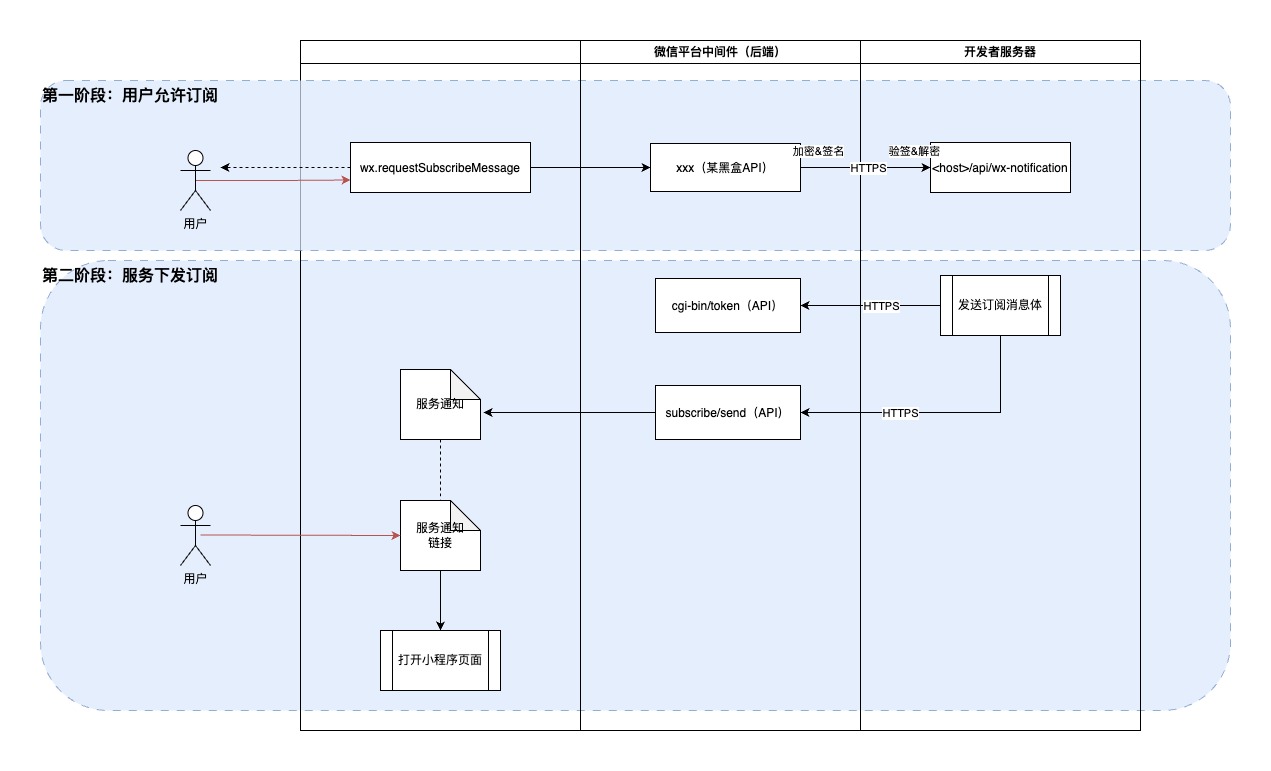 微信平台中间件（后端）
开发者服务器
第一阶段：用户允许订阅
加密&签名
验签&解密
wx.requestSubscribeMessage
xxx（某黑盒API）
HTTPS
<host>/api/wx-notification
用户
第二阶段：服务下发订阅
cgi-bin/token（API）
HTTPS
发送订阅消息体
服务通知
subscribe/send（API）
HTTPS
服务通知
链接
用户
打开小程序页面